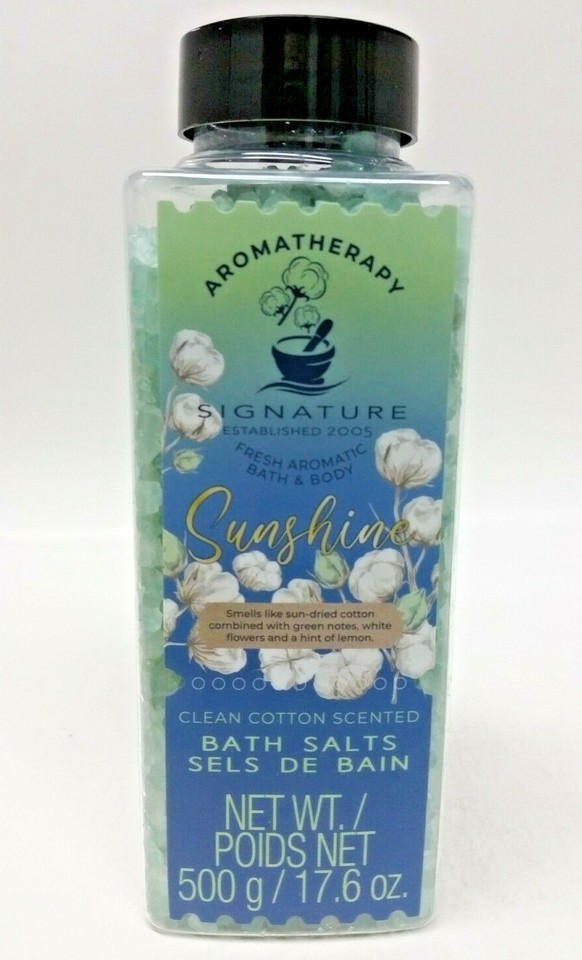 AROMATHERAPY
SIGNATURE
ESTABLISHED 2005
FRESH AROMATIC
BATH & BODY
Sunshine
Smells like sun-dried cotton
combined with green notes, white
flowers and a hint of lemon.
CLEAN COTTON SCENTED
BATH SALTS
SELS DE BAIN
NET WT. /
POIDS NET
500 g / 17.6 oz.